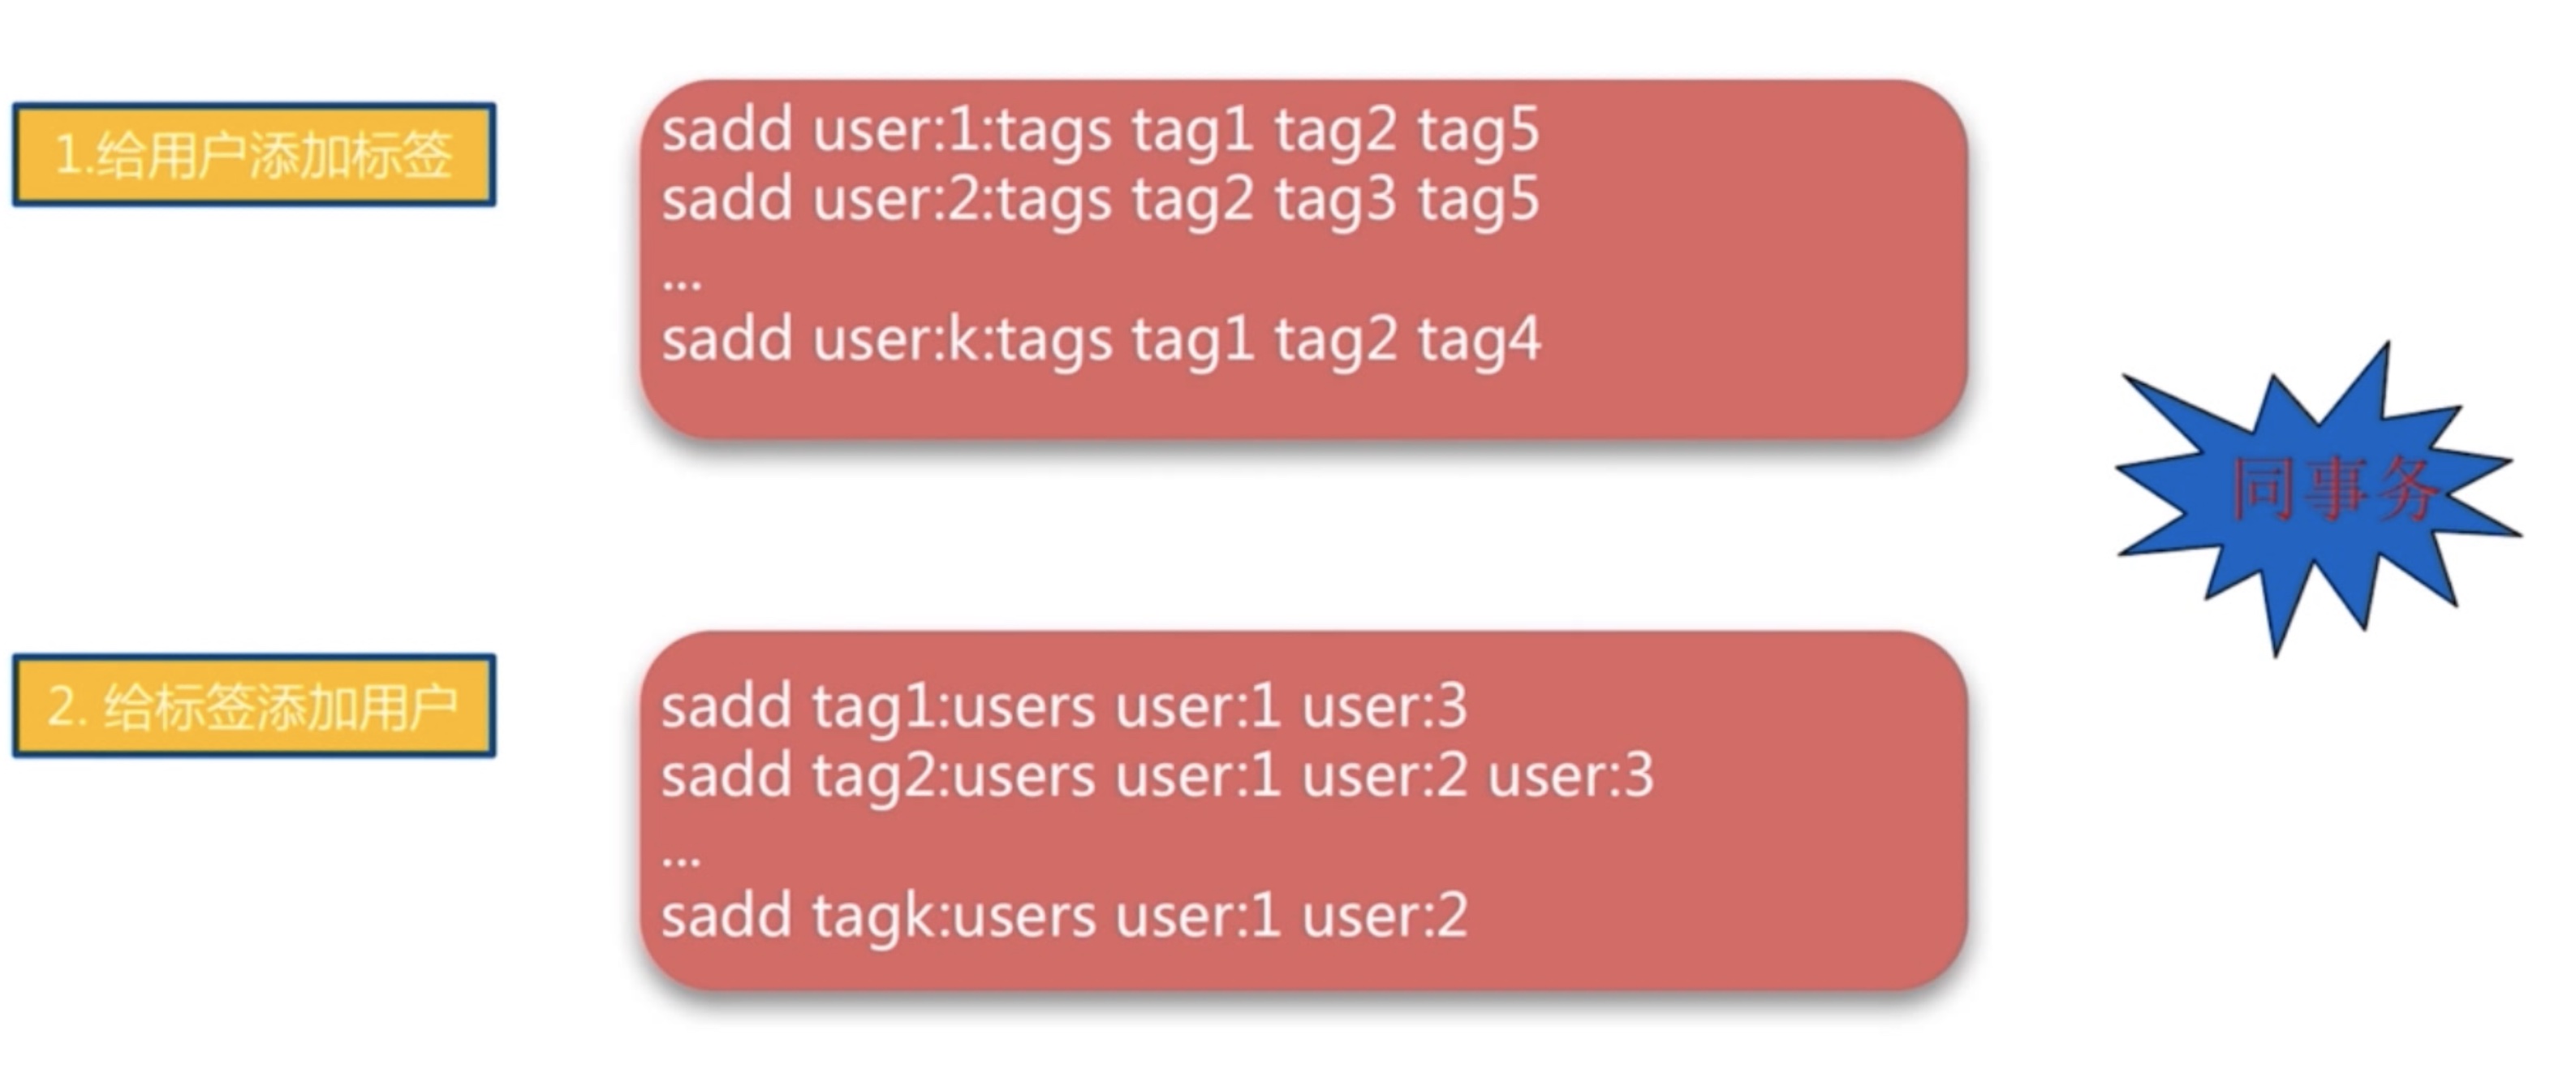 1.给用户添加标签
sadd user:1:tags tag1 tag2 tag5
sadd user:2:tags tag2 tag3 tag5
...
sadd user:k:tags tag1 tag2 tag4
同事务
2. 给标签添加用户
sadd tag1:users user:1 user:3
sadd tag2:users user:1 user:2 user:3
...
sadd tagk:users user:1 user:2